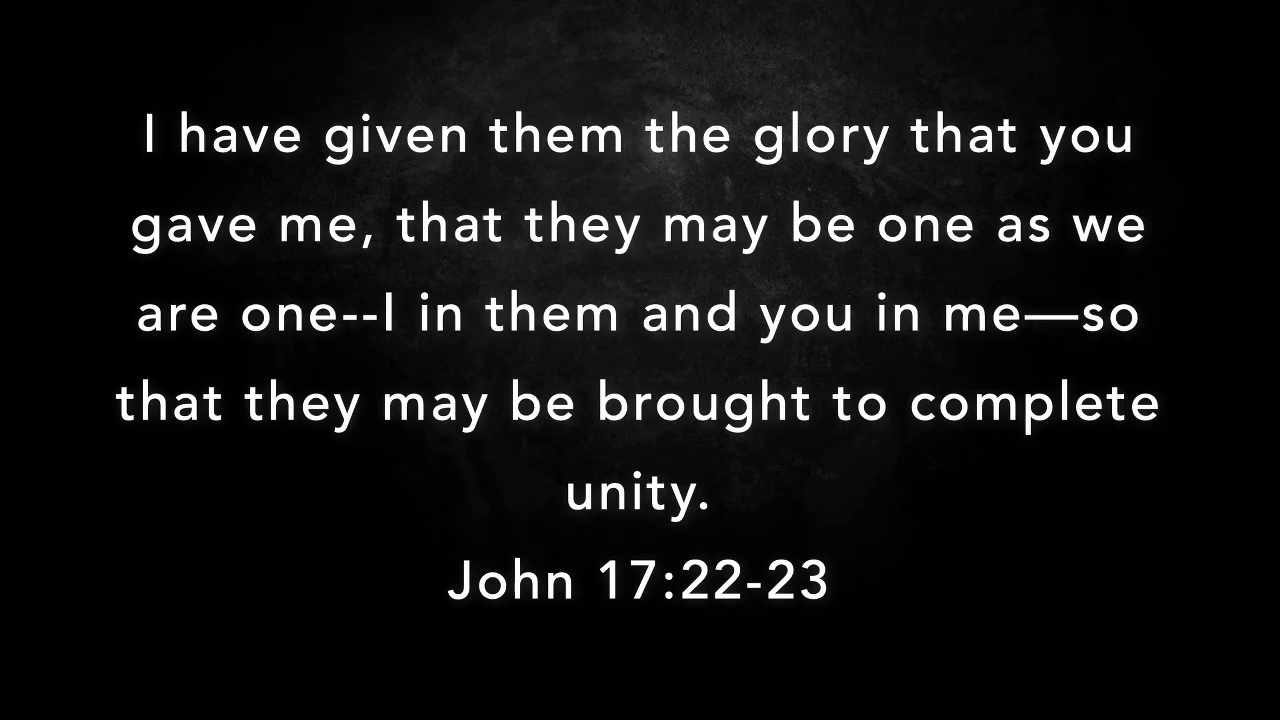 I have given them the glory that you
gave me, that they may be one as we
are one--I in them and you in me—so
that they may be brought to complete
unity.
John 17:22-23